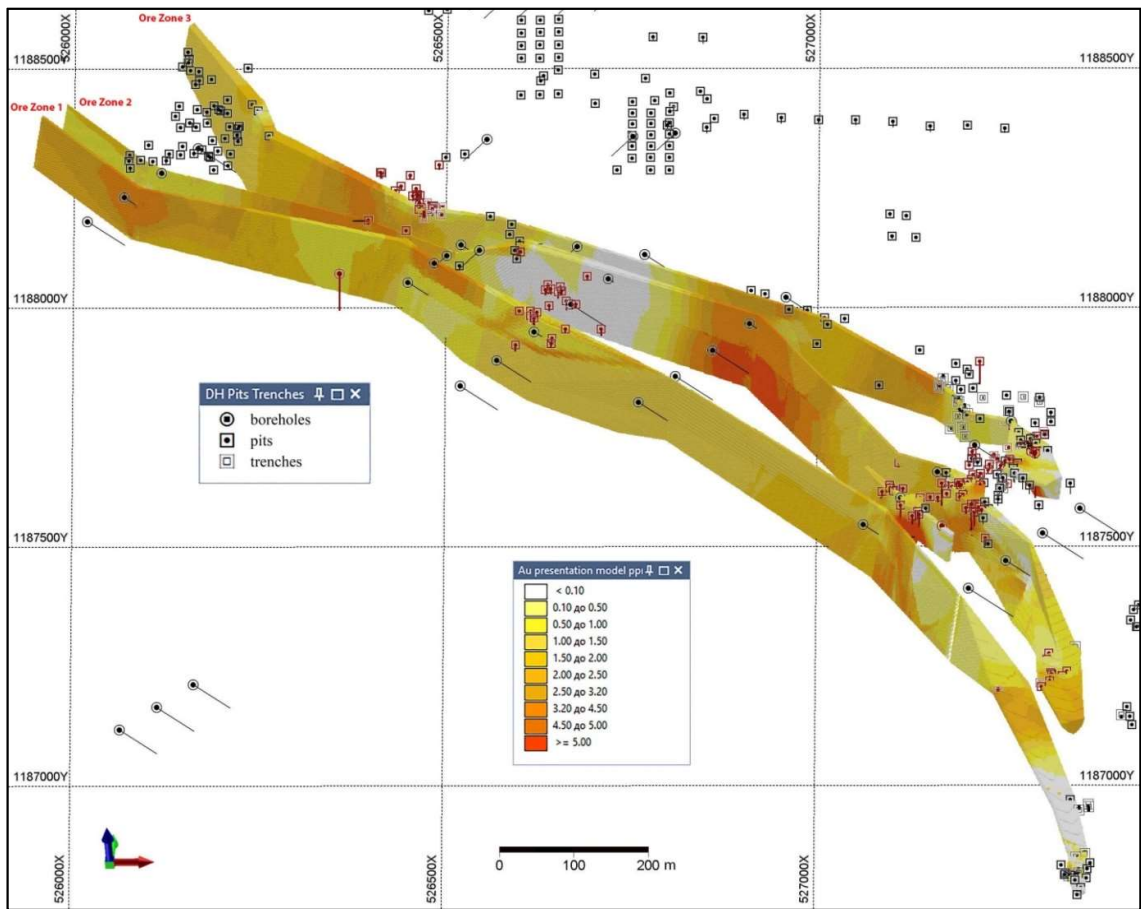 Ore Zone 3
526000X
526500X
527000X
1188500Y
1188500Y
Ore Zone 1
Ore Zone 2
1188000Y
1188000Y
DH Pits Trenches
boreholes
pits
trenches
1187500Y
1187500Y
Au presentation model ppi
< 0.10
0.10 до 0.50
0.50 до 1.00
1.00 до 1.50
1.50 до 2.00
2.00 до 2.50
2.50 до 3.20
3.20 до 4.50
4.50 до 5.00
>= 5.00
1187000Y
1187000Y
0 100 200 m
526000X
526500X
527000X